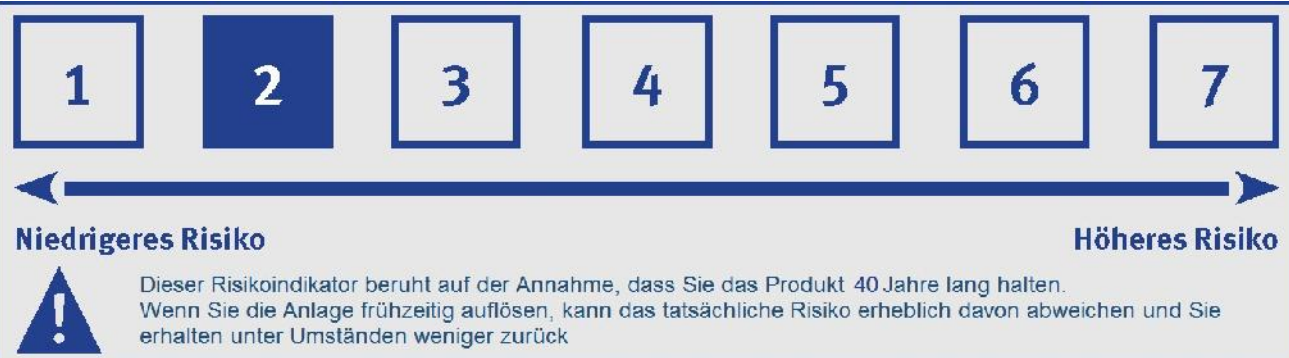 1 2 3 4 5 6 7
Niedrigeres Risiko Höheres Risiko
Dieser Risikoindikator beruht auf der Annahme, dass Sie das Produkt 40 Jahre lang halten.
Wenn Sie die Anlage frühzeitig auflösen, kann das tatsächliche Risiko erheblich davon abweichen und Sie
erhalten unter Umständen weniger zurück